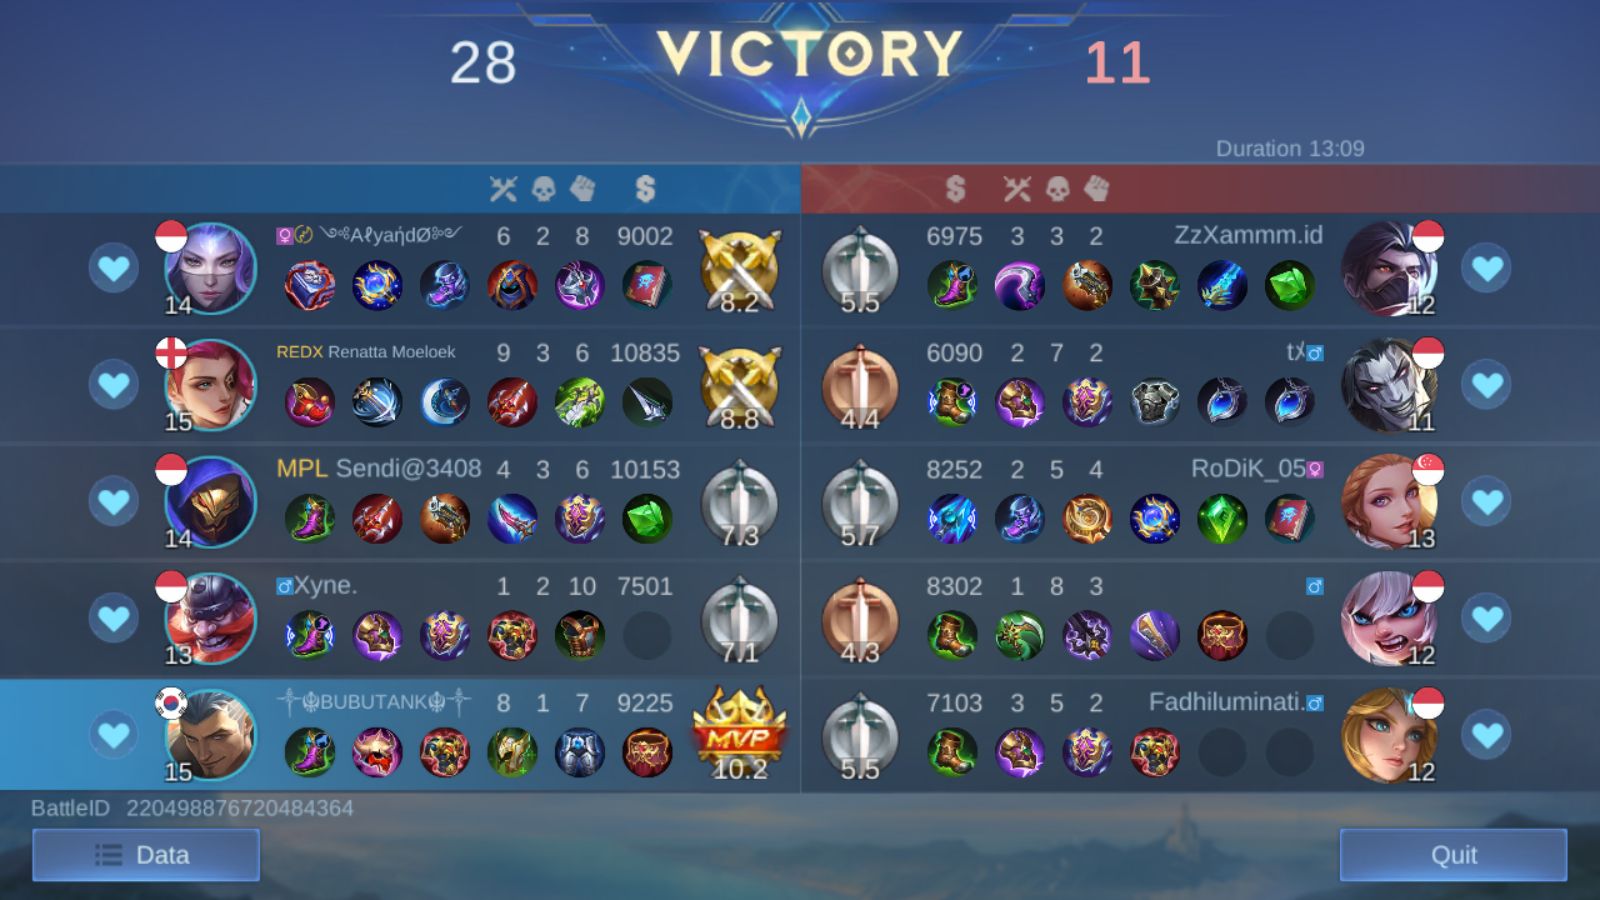 28 VICTORY 11
Duration 13:09
6 2 8 9002
14 8.2
REDX Renatta Moeloek 9 3 6 10835
15 8.8
MPL Sendi@3408 4 3 6 10153
14 7.3
♂Xyne. 1 2 10 7501
13 7.1
BUBUTANK 8 1 7 9225
15 MVP 10.2
6975 3 3 2 ZzXammm.id
5.5 12
6090 2 7 2
4.4 11
8252 2 5 4 RoDiK_05♀
5.7 13
8302 1 8 3 ♂
4.3 12
7103 3 5 2 Fadhiluminati.♂
5.5 12
BattleID 220498876720484364
Data
Quit